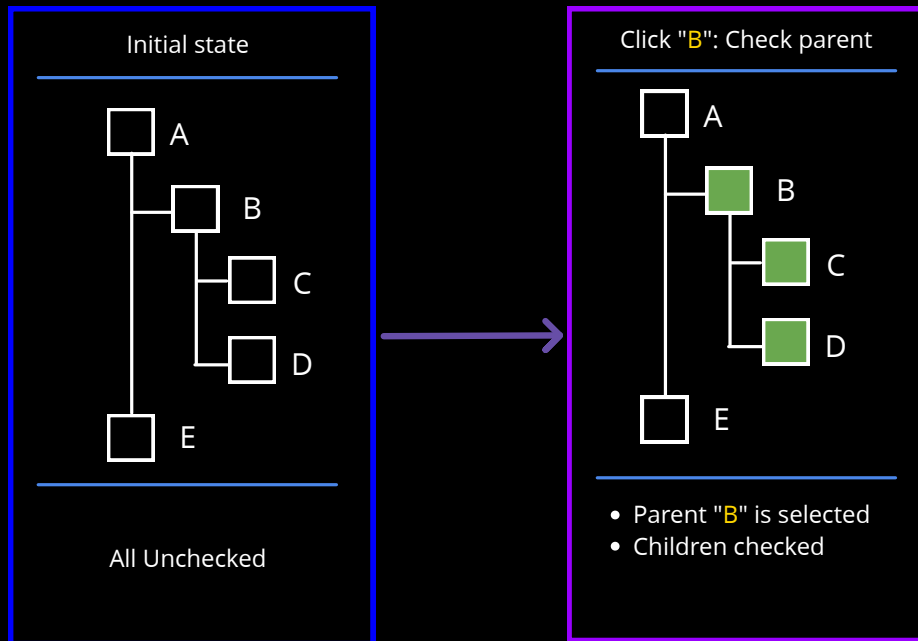 Initial state
A
B
C
D
E
All Unchecked
Click "B": Check parent
A
B
C
D
E
Parent "B" is selected
Children checked